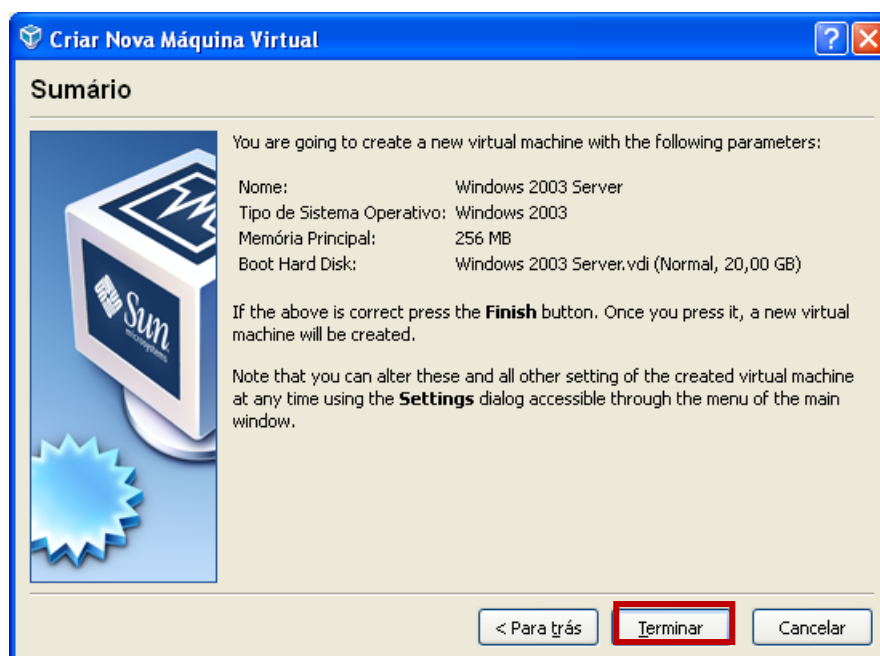 Criar Nova Máquina Virtual
?
Sumário
You are going to create a new virtual machine with the following parameters:
Nome: Windows 2003 Server
Tipo de Sistema Operativo: Windows 2003
Memória Principal: 256 MB
Boot Hard Disk: Windows 2003 Server.vdi (Normal, 20,00 GB)
If the above is correct press the Finish button. Once you press it, a new virtual
machine will be created.
Note that you can alter these and all other setting of the created virtual machine
at any time using the Settings dialog accessible through the menu of the main
window.
Sun
microsystems
< Para trás
Terminar
Cancelar